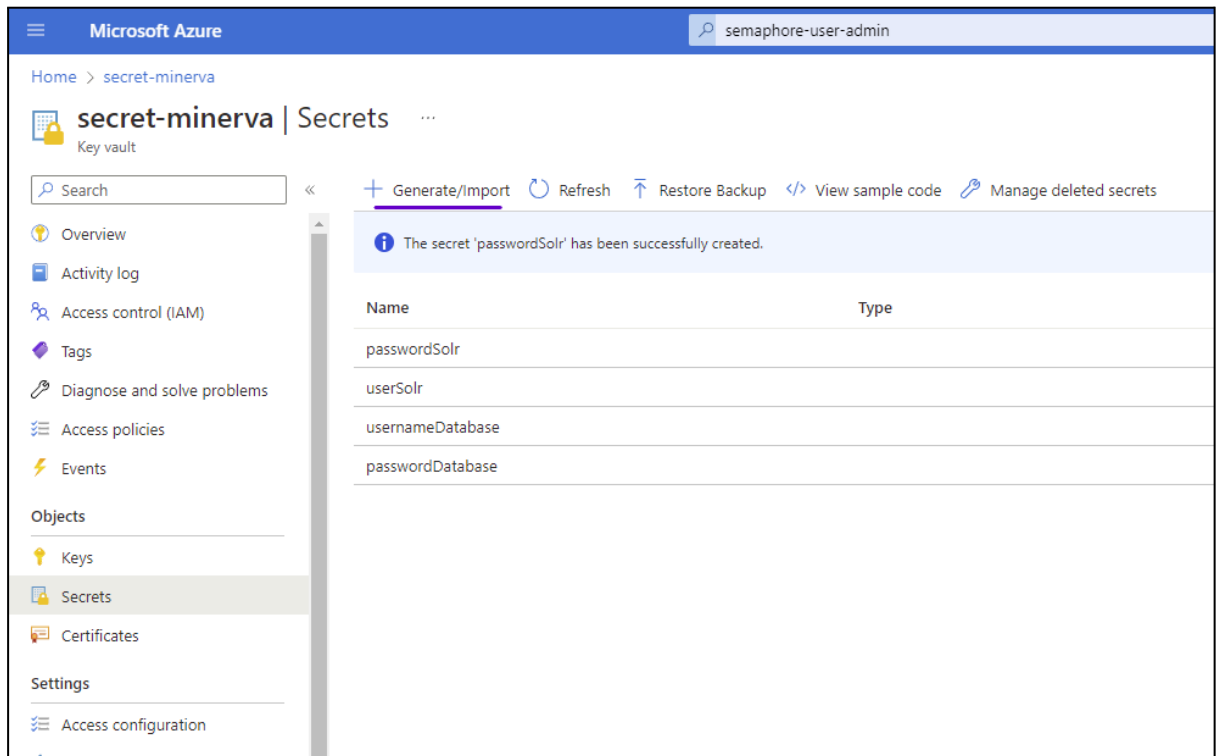 Microsoft Azure
semaphore-user-admin
Home > secret-minerva
secret-minerva | Secrets ...
Key vault
Search
«
Generate/Import Refresh Restore Backup View sample code Manage deleted secrets
Overview
Activity log
Access control (IAM)
Tags
Diagnose and solve problems
Access policies
Events
Objects
Keys
Secrets
Certificates
Settings
Access configuration
The secret 'passwordSolr' has been successfully created.
Name Type
passwordSolr
userSolr
usernameDatabase
passwordDatabase